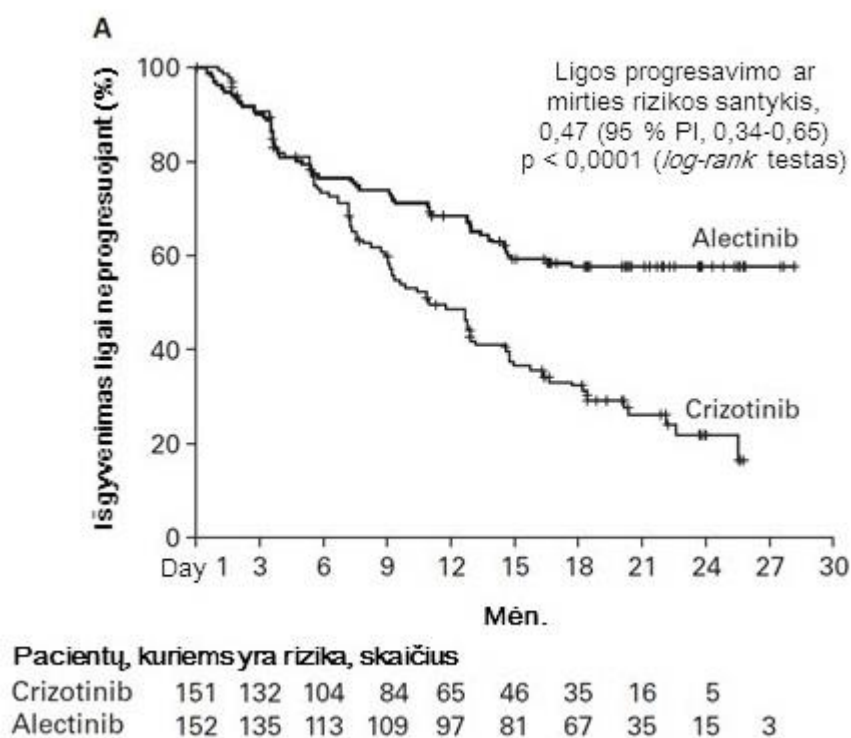 A
Išgyvenimas ligai neprogresuojant (%)
100
80
60
40
20
0
Ligos progresavimo ar
mirties rizikos santykis,
0,47 (95 % PI, 0,34-0,65)
p < 0,0001 (log-rank testas)
Alectinib
Crizotinib
Day 1 3 6 9 12 15 18 21 24 27 30
Mėn.
Pacientų, kuriems yra rizika, skaičius
Crizotinib 151 132 104 84 65 46 35 16 5
Alectinib 152 135 113 109 97 81 67 35 15 3